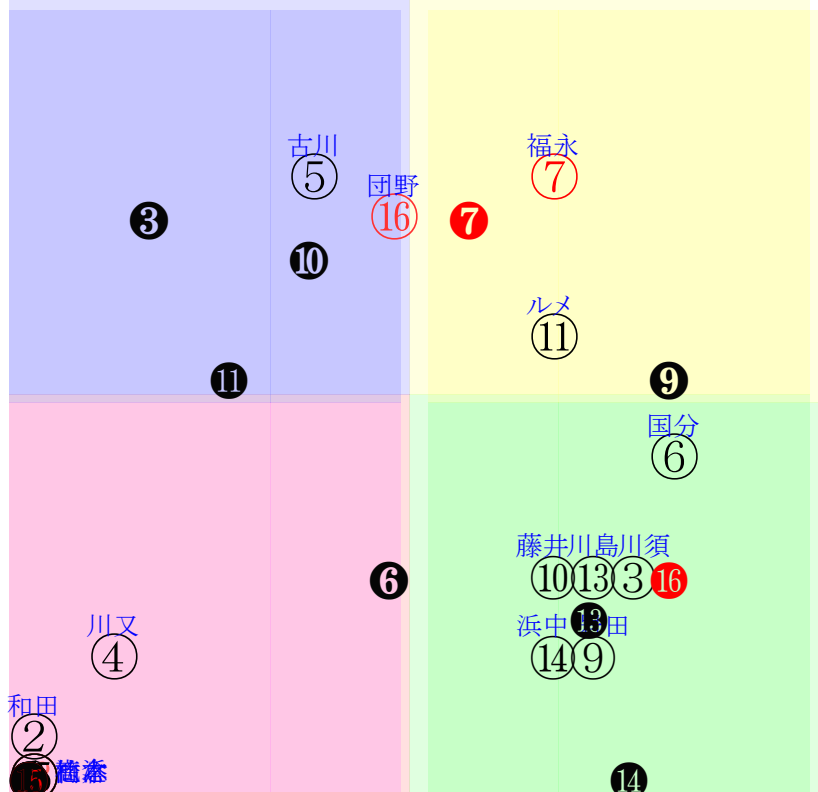 古川 福永
⑤ 団野 ⑦
❸ ⑯ ❼
❿
ルメ
⑪
⓫ ❾
国分
⑥
藤井川島川須
❻ ⑩⑬③ ⓰
川又 浜中 ⓭ 田
④ ⑭⑨
和田
②
⓯ ⓮